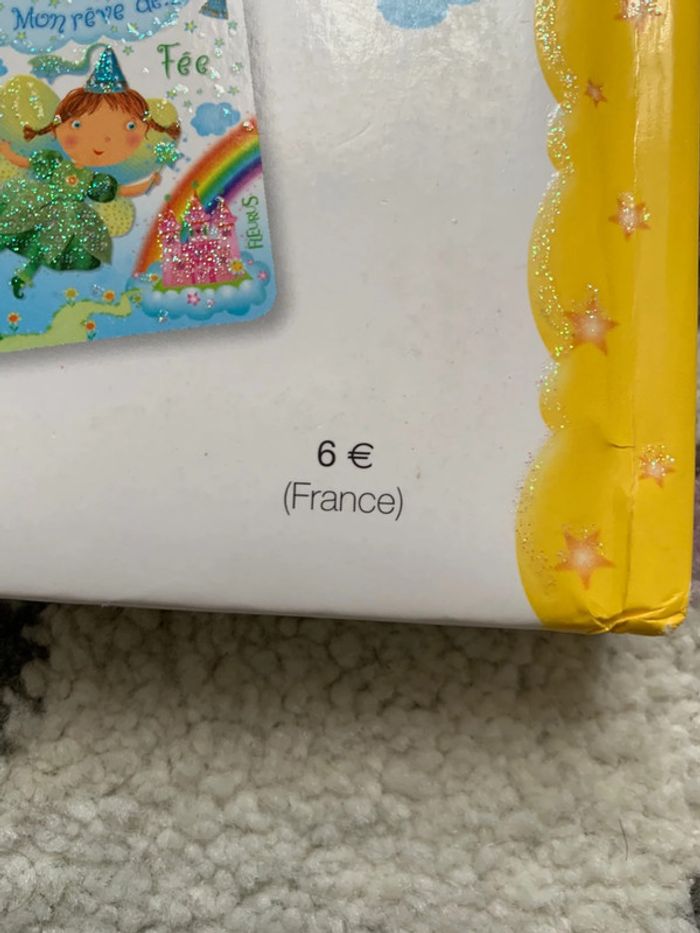 Mon rêve de...
Fée
FLEURUS
6 €
(France)